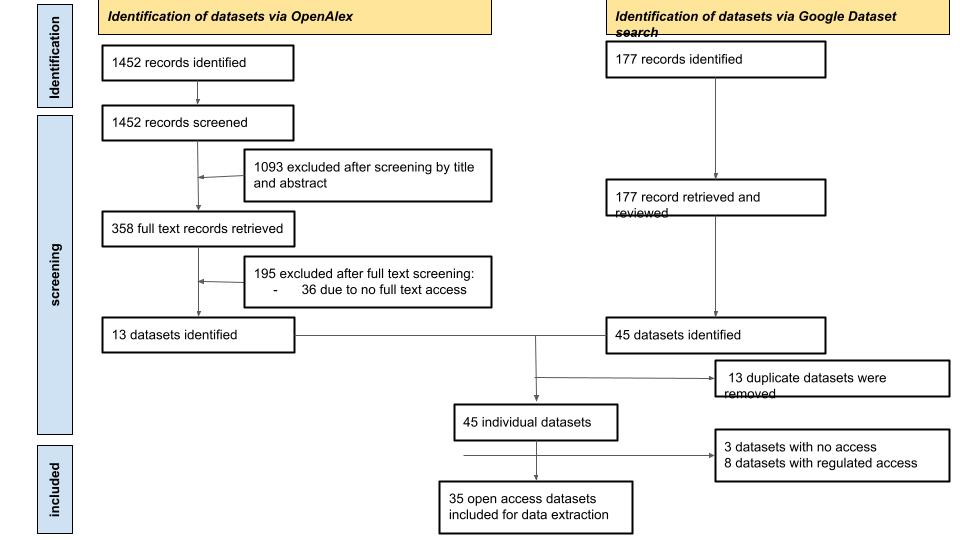 Identification of datasets via OpenAlex
Identification of datasets via Google Dataset
search
Identification
1452 records identified
177 records identified
1452 records screened
1093 excluded after screening by title
and abstract
177 record retrieved and
reviewed
358 full text records retrieved
screening
195 excluded after full text screening:
- 36 due to no full text access
13 datasets identified
45 datasets identified
13 duplicate datasets were
removed
45 individual datasets
3 datasets with no access
8 datasets with regulated access
included
35 open access datasets
included for data extraction